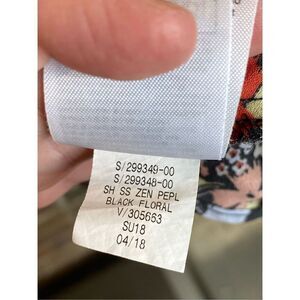 S/299349-00
S/299348-00
SH SS ZEN PEPL
BLACK FLORAL
V/305663
SU18
04/18